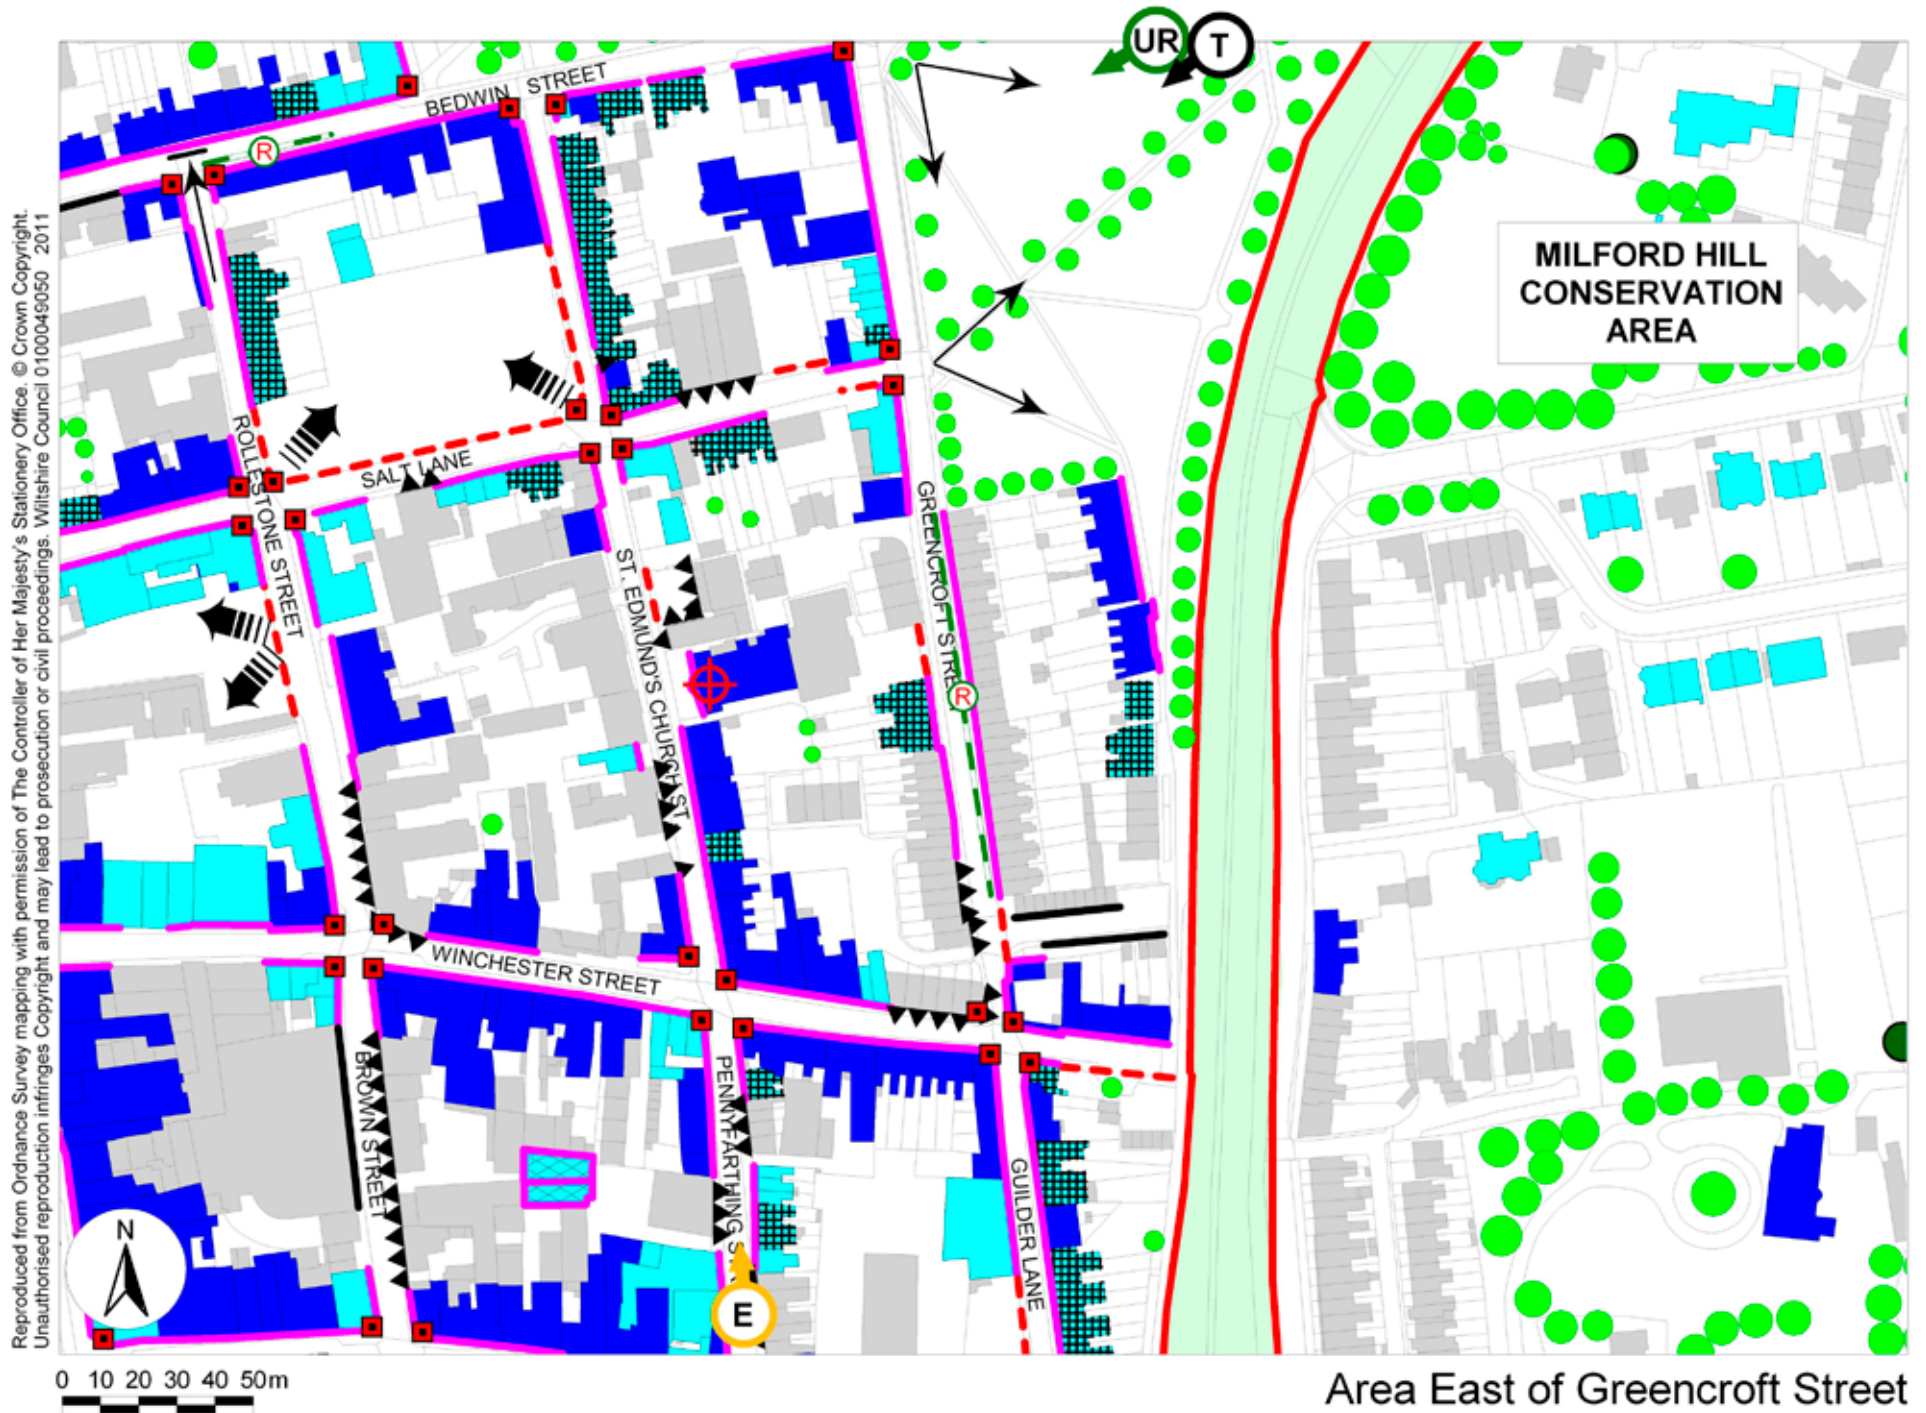 UR
T
BEDWIN STREET
R
MILFORD HILL
CONSERVATION
AREA
ROLLESTONE STREET
SALT LANE
GREENCROFT STREET
ST. EDMUND'S CHURCH ST
R
WINCHESTER STREET
BROWN STREET
PENNYFARTHING
GUILDER LANE
N
E
Reproduced from Ordnance Survey mapping with permission of The Controller of Her Majesty's Stationery Office. © Crown Copyright.
Unauthorised reproduction infringes Copyright and may lead to prosecution or civil proceedings. Wiltshire Council 0100049050 2011
0 10 20 30 40 50m
Area East of Greencroft Street